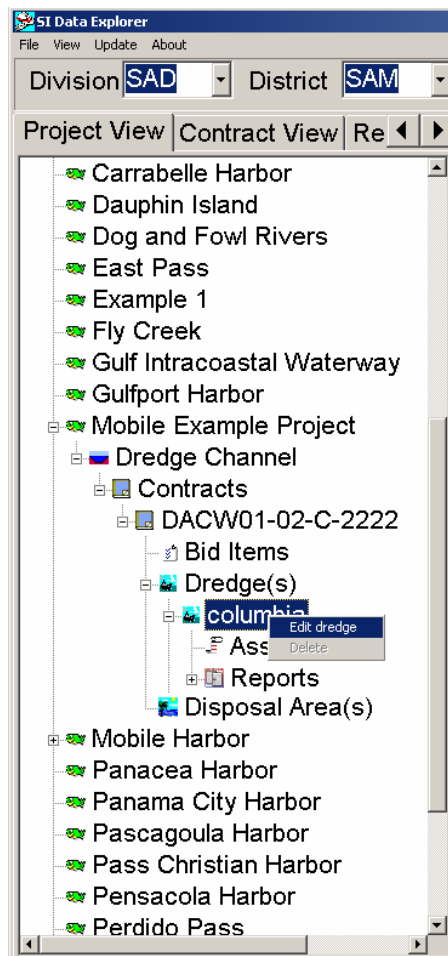 SI Data Explorer
File View Update About
Division SAD District SAM
Project View Contract View Re
Carrabelle Harbor
Dauphin Island
Dog and Fowl Rivers
East Pass
Example 1
Fly Creek
Gulf Intracoastal Waterway
Gulfport Harbor
Mobile Example Project
Dredge Channel
Contracts
DACW01-02-C-2222
Bid Items
Dredge(s)
columbia
Edit dredge
Ass
Delete
Reports
Disposal Area(s)
Mobile Harbor
Panacea Harbor
Panama City Harbor
Pascagoula Harbor
Pass Christian Harbor
Pensacola Harbor
Perdido Pass